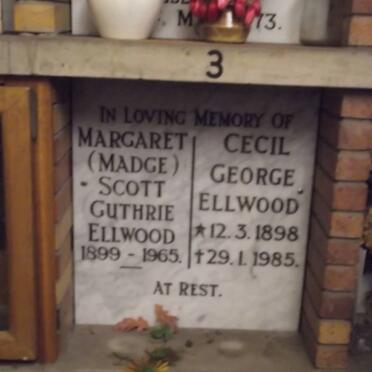 73.
3
IN LOVING MEMORY OF
MARGARET
(MADGE)
SCOTT
GUTHRIE
ELLWOOD
1899 - 1965.
CECIL
GEORGE
ELLWOOD
★12.3.1898
†29.1.1985.
AT REST.